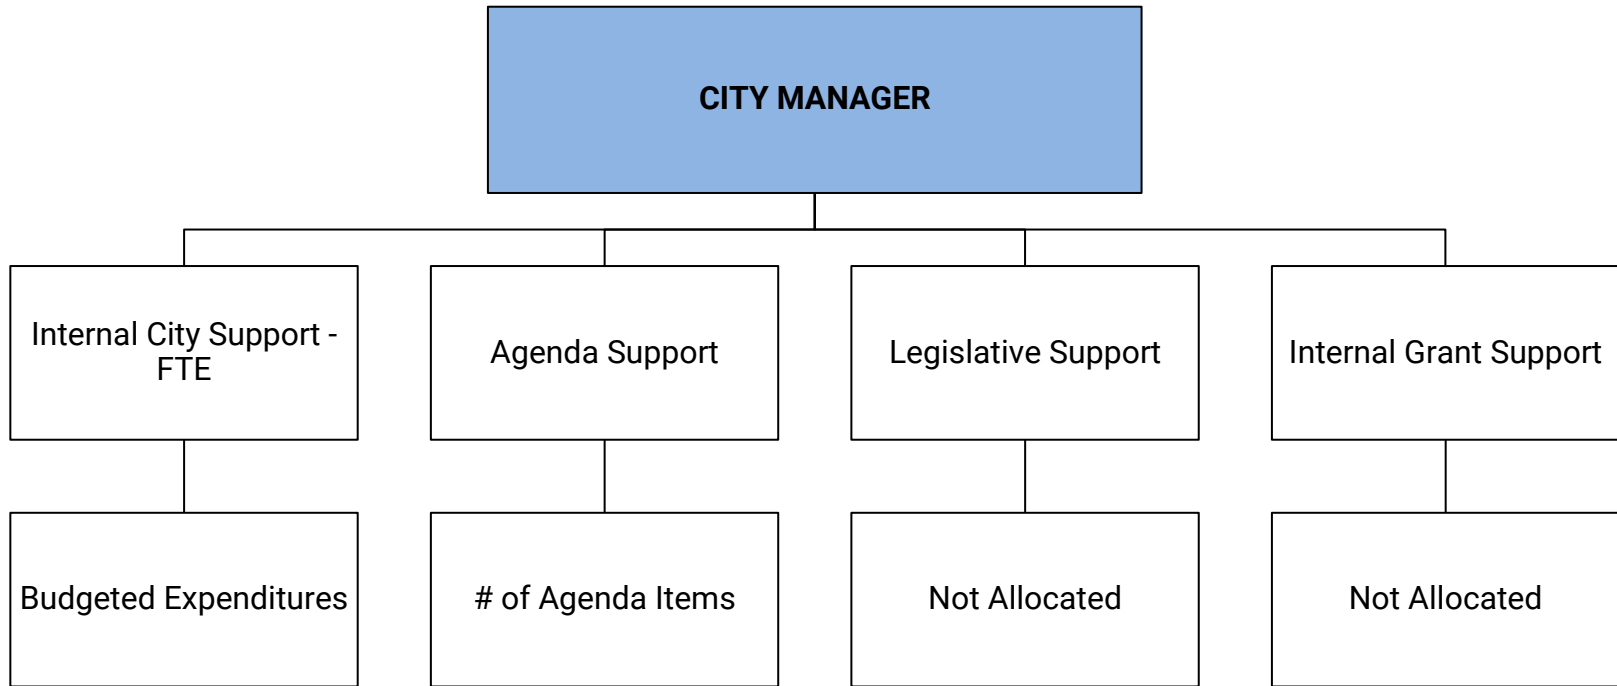 CITY MANAGER
Internal City Support -
FTE
Agenda Support
Legislative Support
Internal Grant Support
Budgeted Expenditures
# of Agenda Items
Not Allocated
Not Allocated